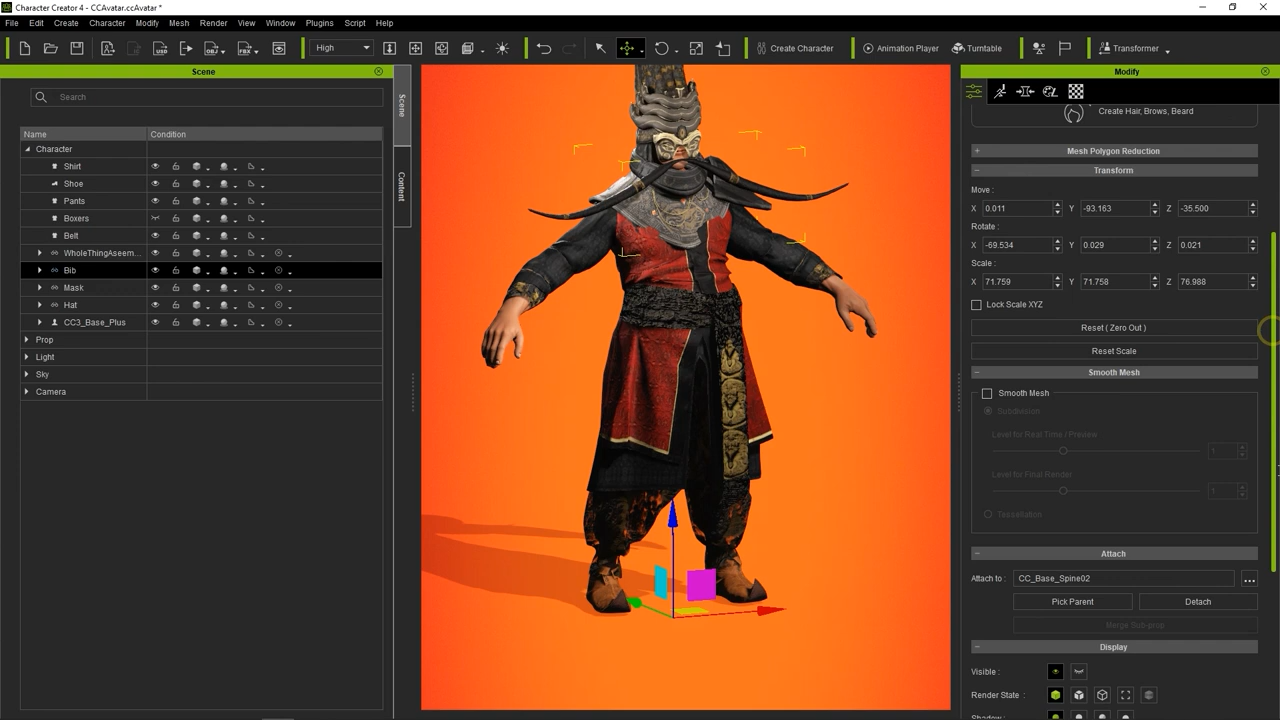 Character Creator 4 - CCAvatar.ccAvatar *
File Edit Create Character Modify Mesh Render View Window Plugins Script Help
High Create Character Animation Player Turntable Transformer
Scene
Search
Name Condition
Character
Shirt
Shoe
Pants
Boxers
Belt
WholeThingAseem...
Bib
Mask
Hat
CC3_Base_Plus
Prop
Light
Sky
Camera
Scene
Content
Modify
Create Hair, Brows, Beard
Mesh Polygon Reduction
Transform
Move :
X 0.011 Y -93.163 Z -35.500
Rotate :
X -69.534 Y 0.029 Z 0.021
Scale :
X 71.759 Y 71.758 Z 76.988
Lock Scale XYZ
Reset ( Zero Out )
Reset Scale
Smooth Mesh
Smooth Mesh
Subdivision
Level for Real Time / Preview
1
Level for Final Render
1
Tessellation
Attach
Attach to : CC_Base_Spine02 ...
Pick Parent Detach
Merge Sub-prop
Display
Visible :
Render State :
Shadow :